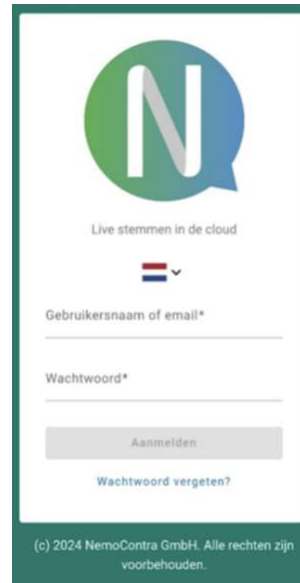 N
Live stemmen in de cloud
Gebruikersnaam of email*
Wachtwoord*
Aanmelden
Wachtwoord vergeten?
(c) 2024 NemoContra GmbH. Alle rechten zijn
voorbehouden.